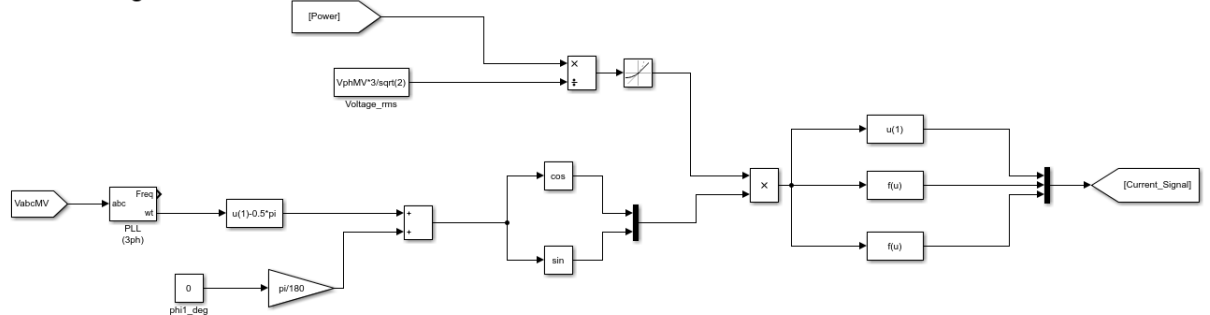 [Power]
×
÷
VphMV*3/sqrt(2)
Voltage_rms
u(1)
cos
×
f(u)
[Current_Signal]
VabcMV
abc
Freq
wt
PLL
(3ph)
u(1)-0.5*pi
+
+
sin
f(u)
0
phi1_deg
pi/180